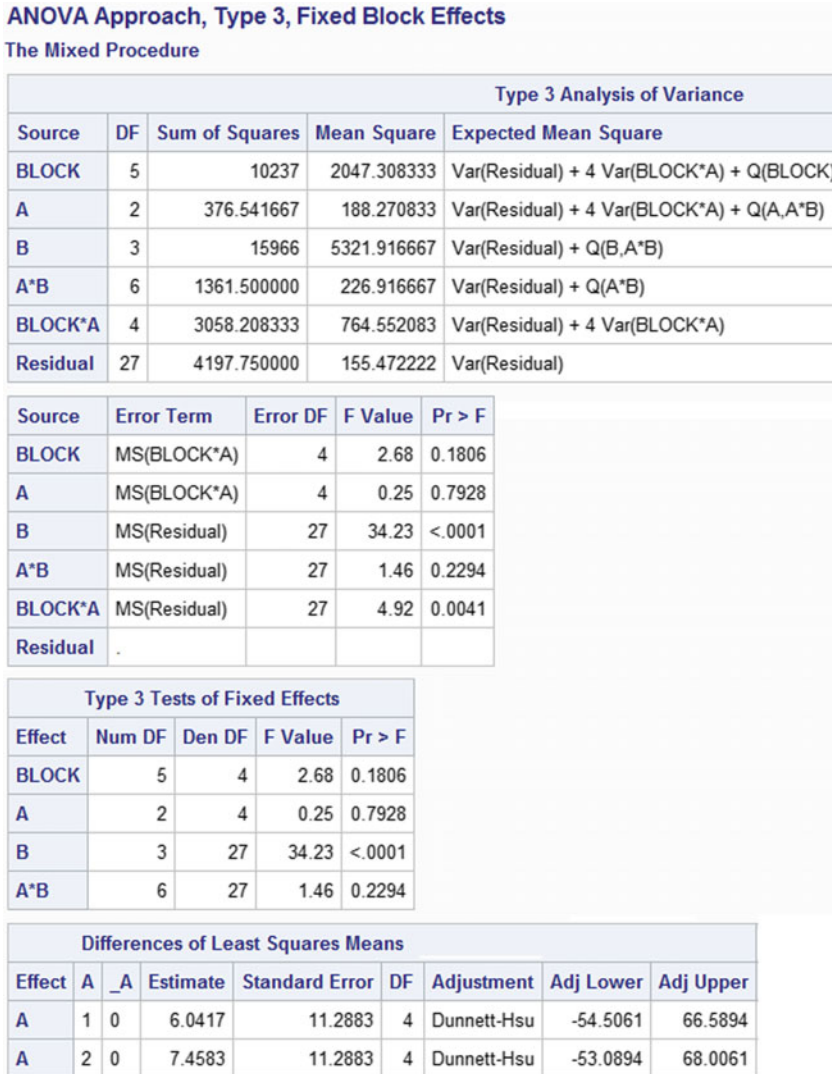 ANOVA Approach, Type 3, Fixed Block Effects
The Mixed Procedure
Type 3 Analysis of Variance
Source DF Sum of Squares Mean Square Expected Mean Square
BLOCK 5 10237 2047.308333 Var(Residual) + 4 Var(BLOCK*A) + Q(BLOCK)
A 2 376.541667 188.270833 Var(Residual) + 4 Var(BLOCK*A) + Q(A,A*B)
B 3 15966 5321.916667 Var(Residual) + Q(B,A*B)
A*B 6 1361.500000 226.916667 Var(Residual) + Q(A*B)
BLOCK*A 4 3058.208333 764.552083 Var(Residual) + 4 Var(BLOCK*A)
Residual 27 4197.750000 155.472222 Var(Residual)
Source Error Term Error DF F Value Pr > F
BLOCK MS(BLOCK*A) 4 2.68 0.1806
A MS(BLOCK*A) 4 0.25 0.7928
B MS(Residual) 27 34.23 <.0001
A*B MS(Residual) 27 1.46 0.2294
BLOCK*A MS(Residual) 27 4.92 0.0041
Residual .
Type 3 Tests of Fixed Effects
Effect Num DF Den DF F Value Pr > F
BLOCK 5 4 2.68 0.1806
A 2 4 0.25 0.7928
B 3 27 34.23 <.0001
A*B 6 27 1.46 0.2294
Differences of Least Squares Means
Effect A _A Estimate Standard Error DF Adjustment Adj Lower Adj Upper
A 1 0 6.0417 11.2883 4 Dunnett-Hsu -54.5061 66.5894
A 2 0 7.4583 11.2883 4 Dunnett-Hsu -53.0894 68.0061